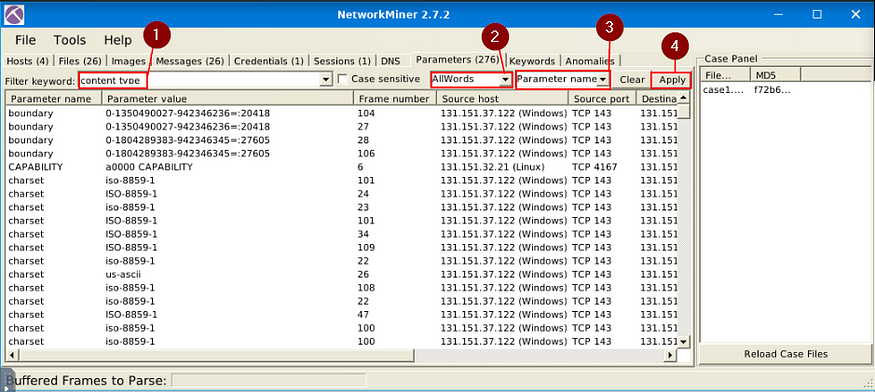 NetworkMiner 2.7.2
File Tools Help
1 2 3 4
Hosts (4) Files (26) Images Messages (26) Credentials (1) Sessions (1) DNS Parameters (276) Keywords Anomalies Case Panel
Filter keyword: content type Case sensitive AllWords Parameter name Clear Apply File... MD5
Parameter name Parameter value Frame number Source host Source port Destina case1.... f72b6...
boundary 0-1350490027-942346236=:20418 104 131.151.37.122 (Windows) TCP 143 131.151
boundary 0-1350490027-942346236=:20418 27 131.151.37.122 (Windows) TCP 143 131.151
boundary 0-1804289383-942346345=:27605 28 131.151.37.122 (Windows) TCP 143 131.151
boundary 0-1804289383-942346345=:27605 106 131.151.37.122 (Windows) TCP 143 131.151
CAPABILITY a0000 CAPABILITY 6 131.151.32.21 (Linux) TCP 4167 131.151
charset iso-8859-1 101 131.151.37.122 (Windows) TCP 143 131.151
charset ISO-8859-1 24 131.151.37.122 (Windows) TCP 143 131.151
charset iso-8859-1 23 131.151.37.122 (Windows) TCP 143 131.151
charset ISO-8859-1 101 131.151.37.122 (Windows) TCP 143 131.151
charset ISO-8859-1 34 131.151.37.122 (Windows) TCP 143 131.151
charset ISO-8859-1 109 131.151.37.122 (Windows) TCP 143 131.151
charset iso-8859-1 22 131.151.37.122 (Windows) TCP 143 131.151
charset us-ascii 26 131.151.37.122 (Windows) TCP 143 131.151
charset iso-8859-1 108 131.151.37.122 (Windows) TCP 143 131.151
charset iso-8859-1 22 131.151.37.122 (Windows) TCP 143 131.151
charset ISO-8859-1 47 131.151.37.122 (Windows) TCP 143 131.151
charset iso-8859-1 100 131.151.37.122 (Windows) TCP 143 131.151
charset iso-8859-1 100 131.151.37.122 (Windows) TCP 143 131.151
Reload Case Files
Buffered Frames to Parse: